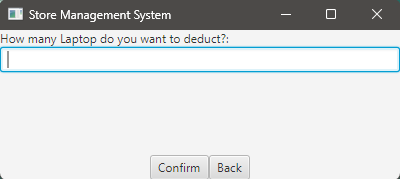 Store Management System
How many Laptop do you want to deduct?:
Confirm Back